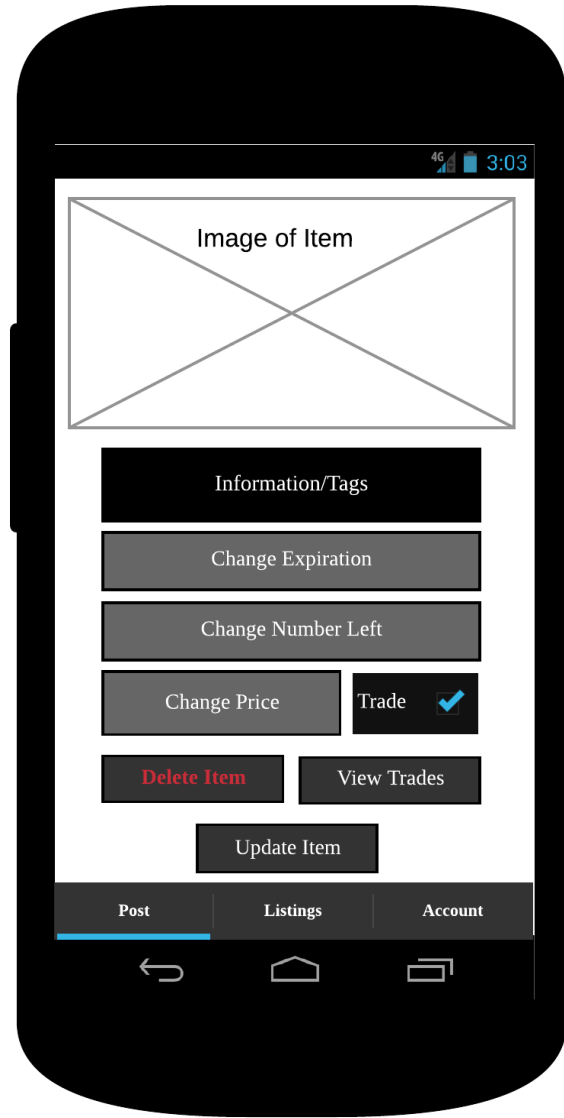 4G 3:03
Image of Item
Information/Tags
Change Expiration
Change Number Left
Change Price
Trade
Delete Item
View Trades
Update Item
Post Listings Account